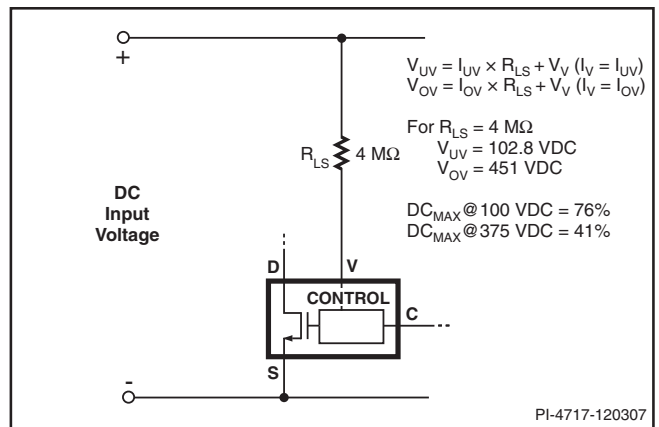 +
V_UV = I_UV × R_LS + V_V (I_V = I_UV)
V_OV = I_OV × R_LS + V_V (I_V = I_OV)
For R_LS = 4 MΩ
V_UV = 102.8 VDC
V_OV = 451 VDC
DC_MAX @ 100 VDC = 76%
DC_MAX @ 375 VDC = 41%
R_LS 4 MΩ
DC
Input
Voltage
D
V
CONTROL
C
S
-
PI-4717-120307